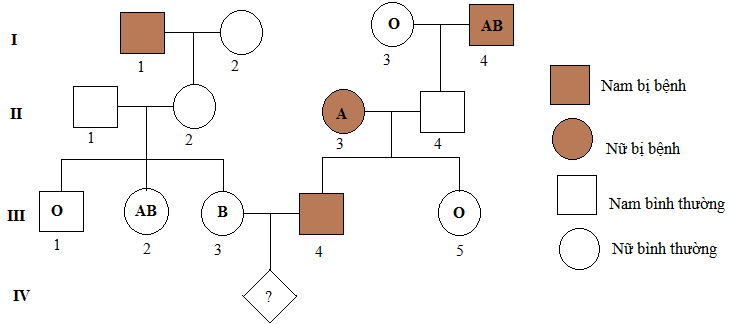 I
O
AB
1
2
3
4
Nam bị bệnh
II
A
1
2
3
4
Nữ bị bệnh
III
O
AB
B
O
1
2
3
4
5
Nam bình thường
Nữ bình thường
IV
?